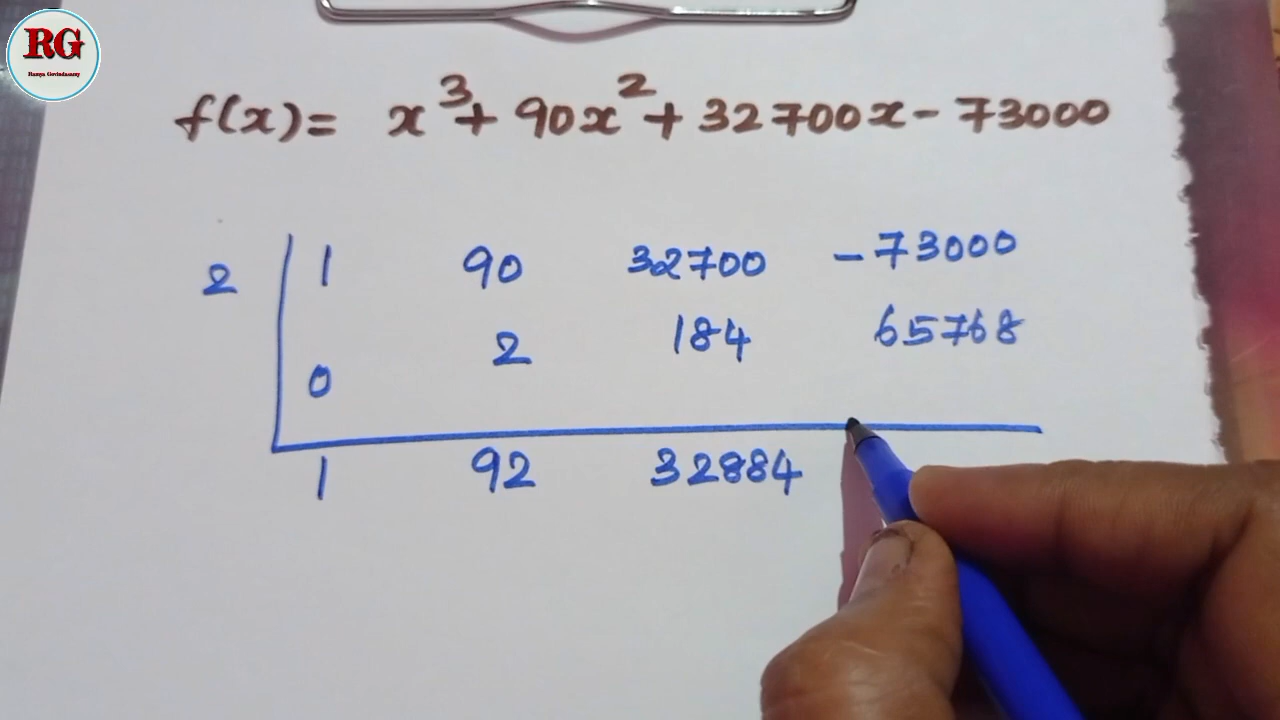 RG
Ramya Govindasamy
f(x) = x³ + 90x² + 32700x - 73000
2 | 1 90 32700 -73000
2 184 65768
0
1 92 32884